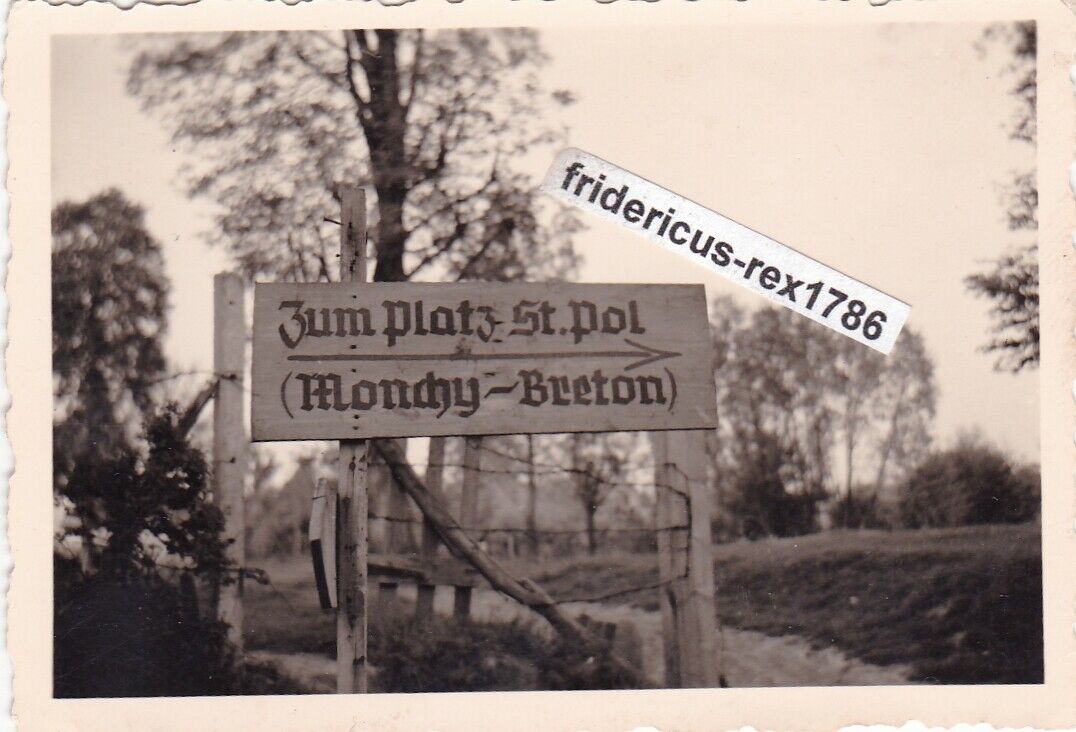 fridericus-rex1786
Zum Platz St. Pol
(Monchy-Breton)